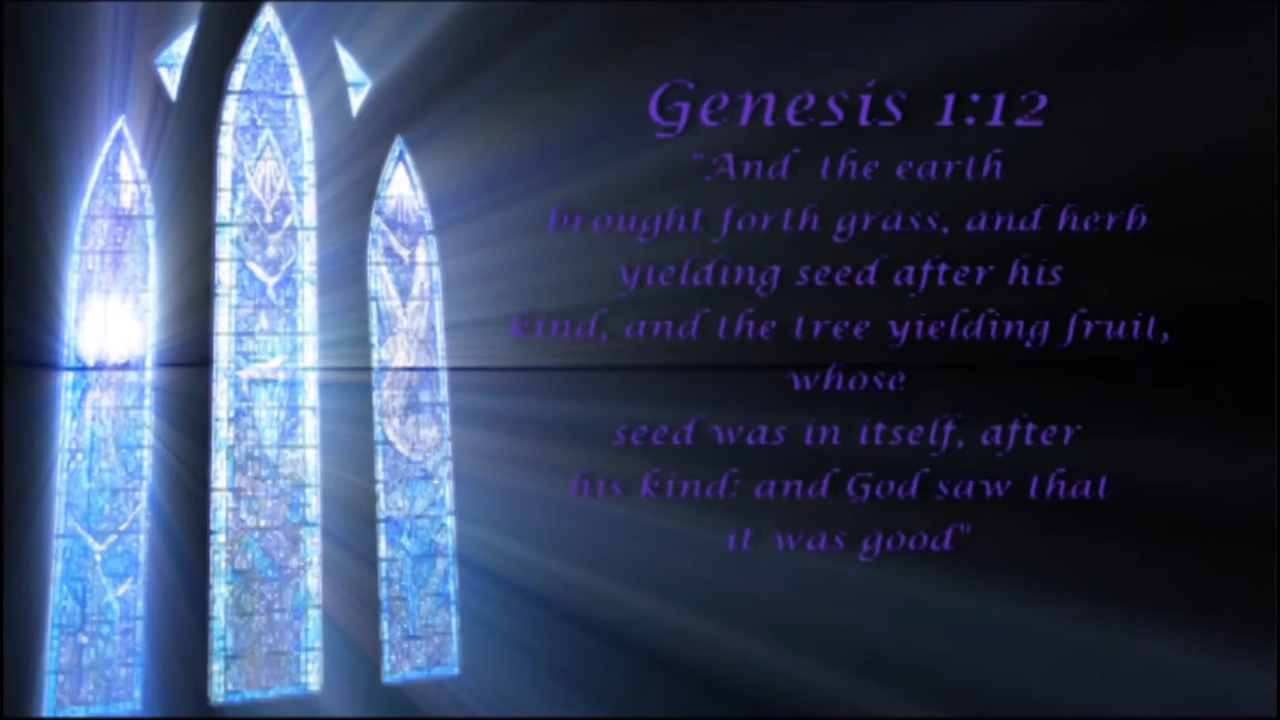 Genesis 1:12
"And the earth
brought forth grass, and herb
yielding seed after his
kind, and the tree yielding fruit,
whose
seed was in itself, after
his kind: and God saw that
it was good"